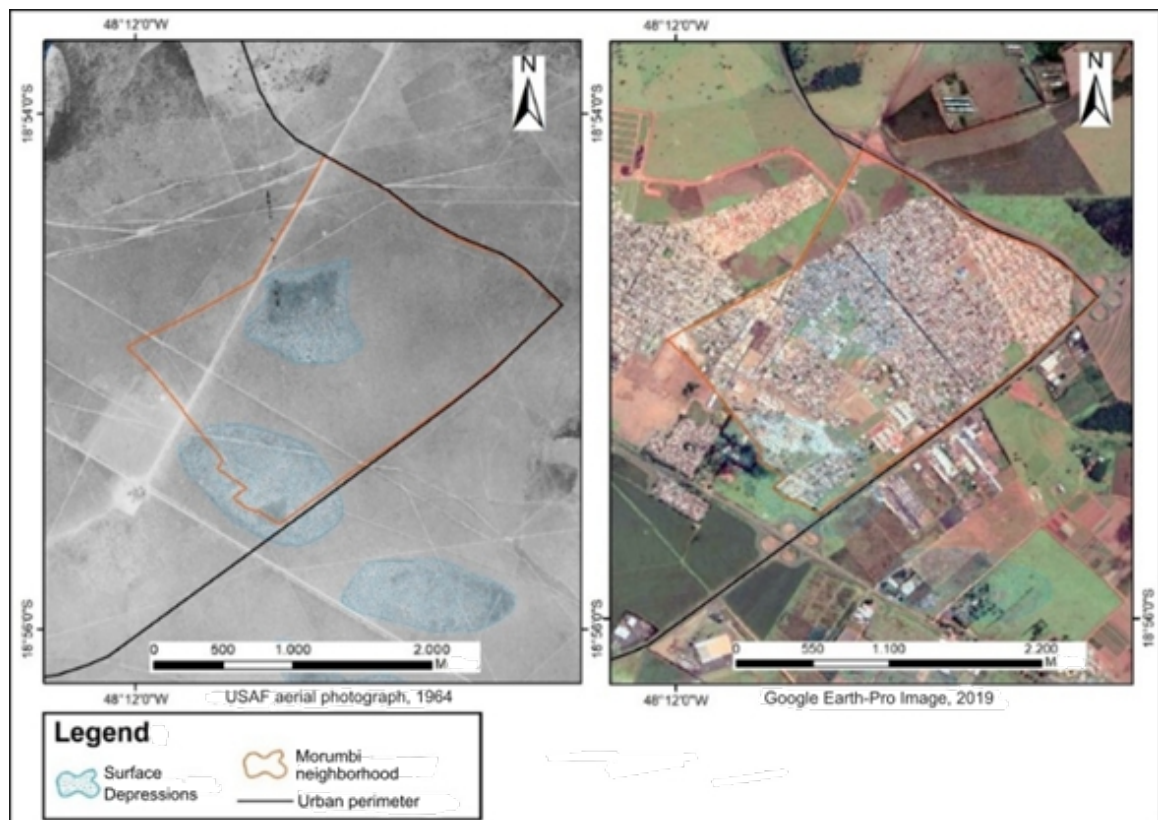 48°12'0"W
48°12'0"W
N
N
18°54'0"S
18°54'0"S
18°56'0"S
18°56'0"S
0 500 1.000 2.000
M
0 550 1.100 2.200
M
48°12'0"W
USAF aerial photograph, 1964
48°12'0"W
Google Earth-Pro Image, 2019
Legend
Surface
Depressions
Morumbi
neighborhood
Urban perimeter